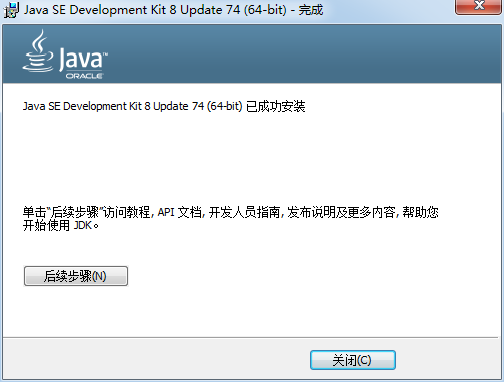 Java SE Development Kit 8 Update 74 (64-bit) - 完成
Java™
ORACLE
Java SE Development Kit 8 Update 74 (64-bit) 已成功安装
单击“后续步骤”访问教程, API 文档, 开发人员指南, 发布说明及更多内容, 帮助您
开始使用 JDK。
后续步骤(N)
关闭(C)